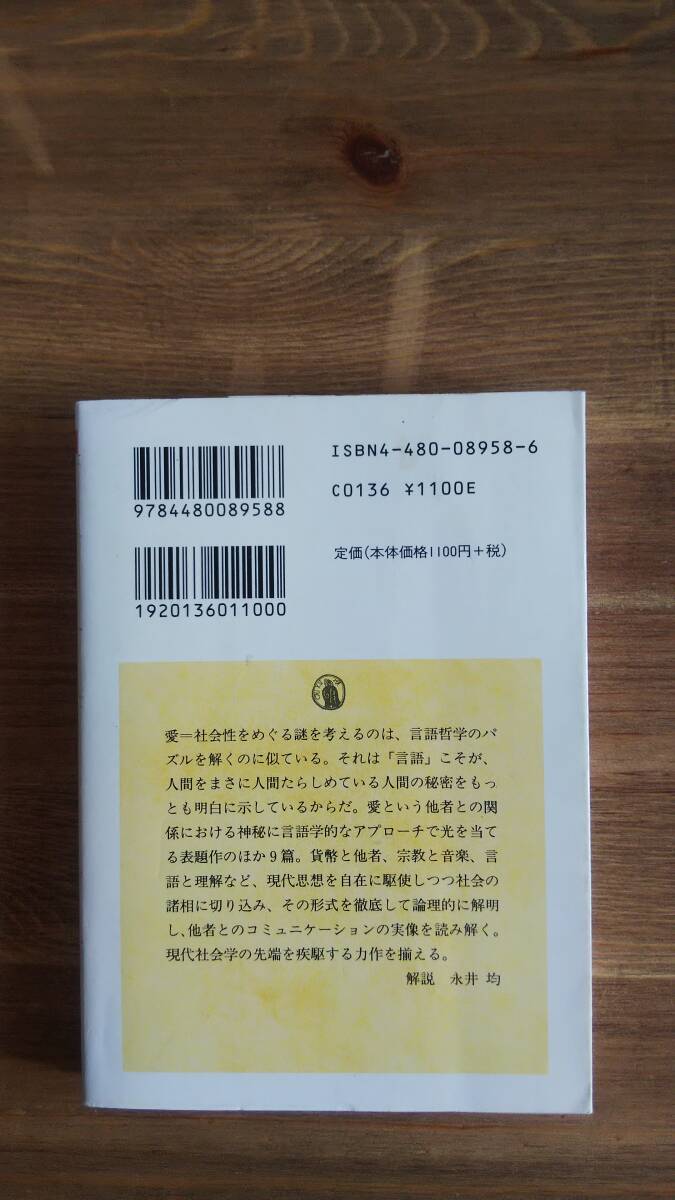 ISBN4-480-08958-6
C0136 ¥1100E
9784480089588
定価(本体価格1100円+税)
1920136011000
愛=社会性をめぐる謎を考えるのは、言語哲学のパ
ズルを解くのに似ている。それは「言語」こそが、
人間をまさに人間たらしめている人間の秘密をもっ
とも明白に示しているからだ。愛という他者との関
係における神秘に言語学的なアプローチで光を当て
る表題作のほか9篇。貨幣と他者、宗教と音楽、言
語と理解など、現代思想を自在に駆使しつつ社会の
諸相に切り込み、その形式を徹底して論理的に解明
し、他者とのコミュニケーションの実像を読み解く。
現代社会学の先端を疾駆する力作を揃える。
解説 永井 均